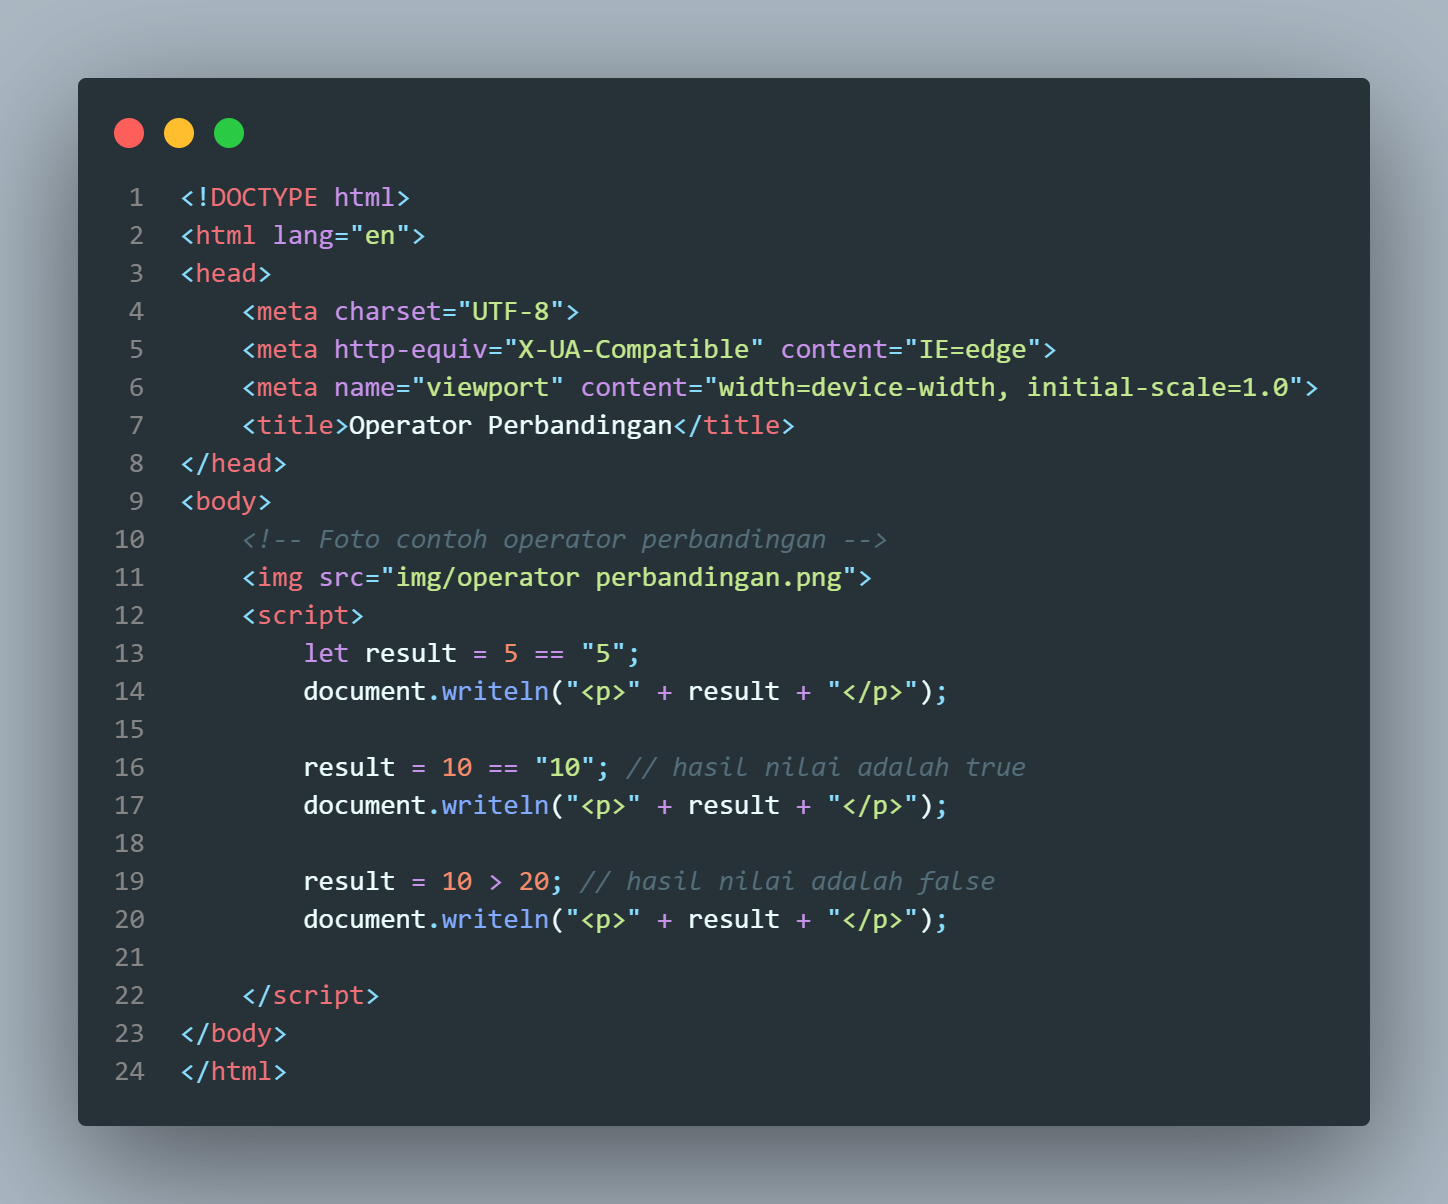 1 <!DOCTYPE html>
2 <html lang="en">
3 <head>
4     <meta charset="UTF-8">
5     <meta http-equiv="X-UA-Compatible" content="IE=edge">
6     <meta name="viewport" content="width=device-width, initial-scale=1.0">
7     <title>Operator Perbandingan</title>
8 </head>
9 <body>
10     <!-- Foto contoh operator perbandingan -->
11     <img src="img/operator perbandingan.png">
12     <script>
13         let result = 5 == "5";
14         document.writeln("<p>" + result + "</p>");
15
16         result = 10 == "10"; // hasil nilai adalah true
17         document.writeln("<p>" + result + "</p>");
18
19         result = 10 > 20; // hasil nilai adalah false
20         document.writeln("<p>" + result + "</p>");
21
22     </script>
23 </body>
24 </html>